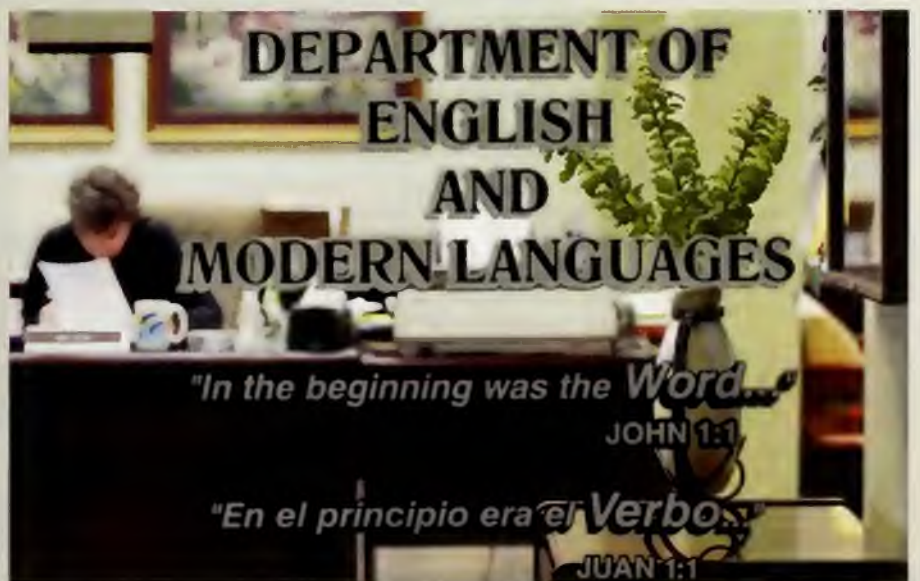 DEPARTMENT OF
ENGLISH
AND
MODERN LANGUAGES
"In the beginning was the Word..."
JOHN 1:1
"En el principio era el Verbo..."
JUAN 1:1